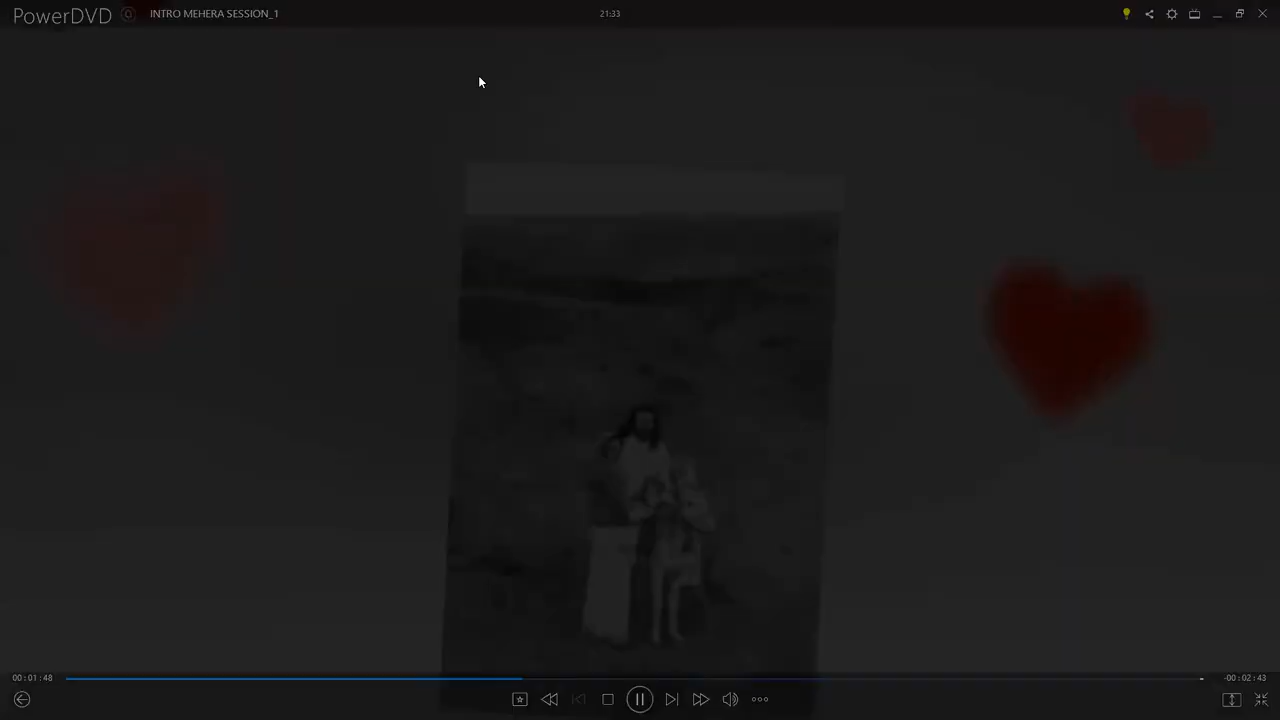 PowerDVD
INTRO MEHERA SESSION_1
21:33
00:01:48
-00:02:43